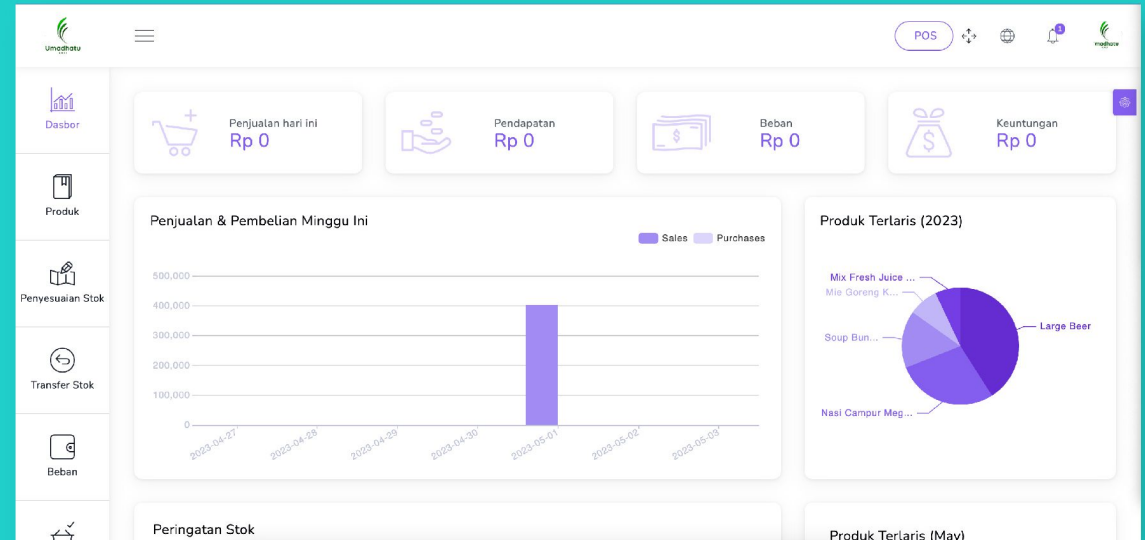 Umadhatu
POS
1
madhatu
Dasbor
Produk
Penyesuaian Stok
Transfer Stok
Beban
Penjualan hari ini
Rp 0
Pendapatan
Rp 0
$
Beban
Rp 0
$
Keuntungan
Rp 0
Penjualan & Pembelian Minggu Ini
Sales Purchases
500,000
400,000
300,000
200,000
100,000
0
2023-04-27 2023-04-28 2023-04-29 2023-04-30 2023-05-01 2023-05-02 2023-05-03
Produk Terlaris (2023)
Mix Fresh Juice ...
Mie Goreng K...
Large Beer
Soup Bun...
Nasi Campur Meg...
Peringatan Stok
Produk Terlaris (May)